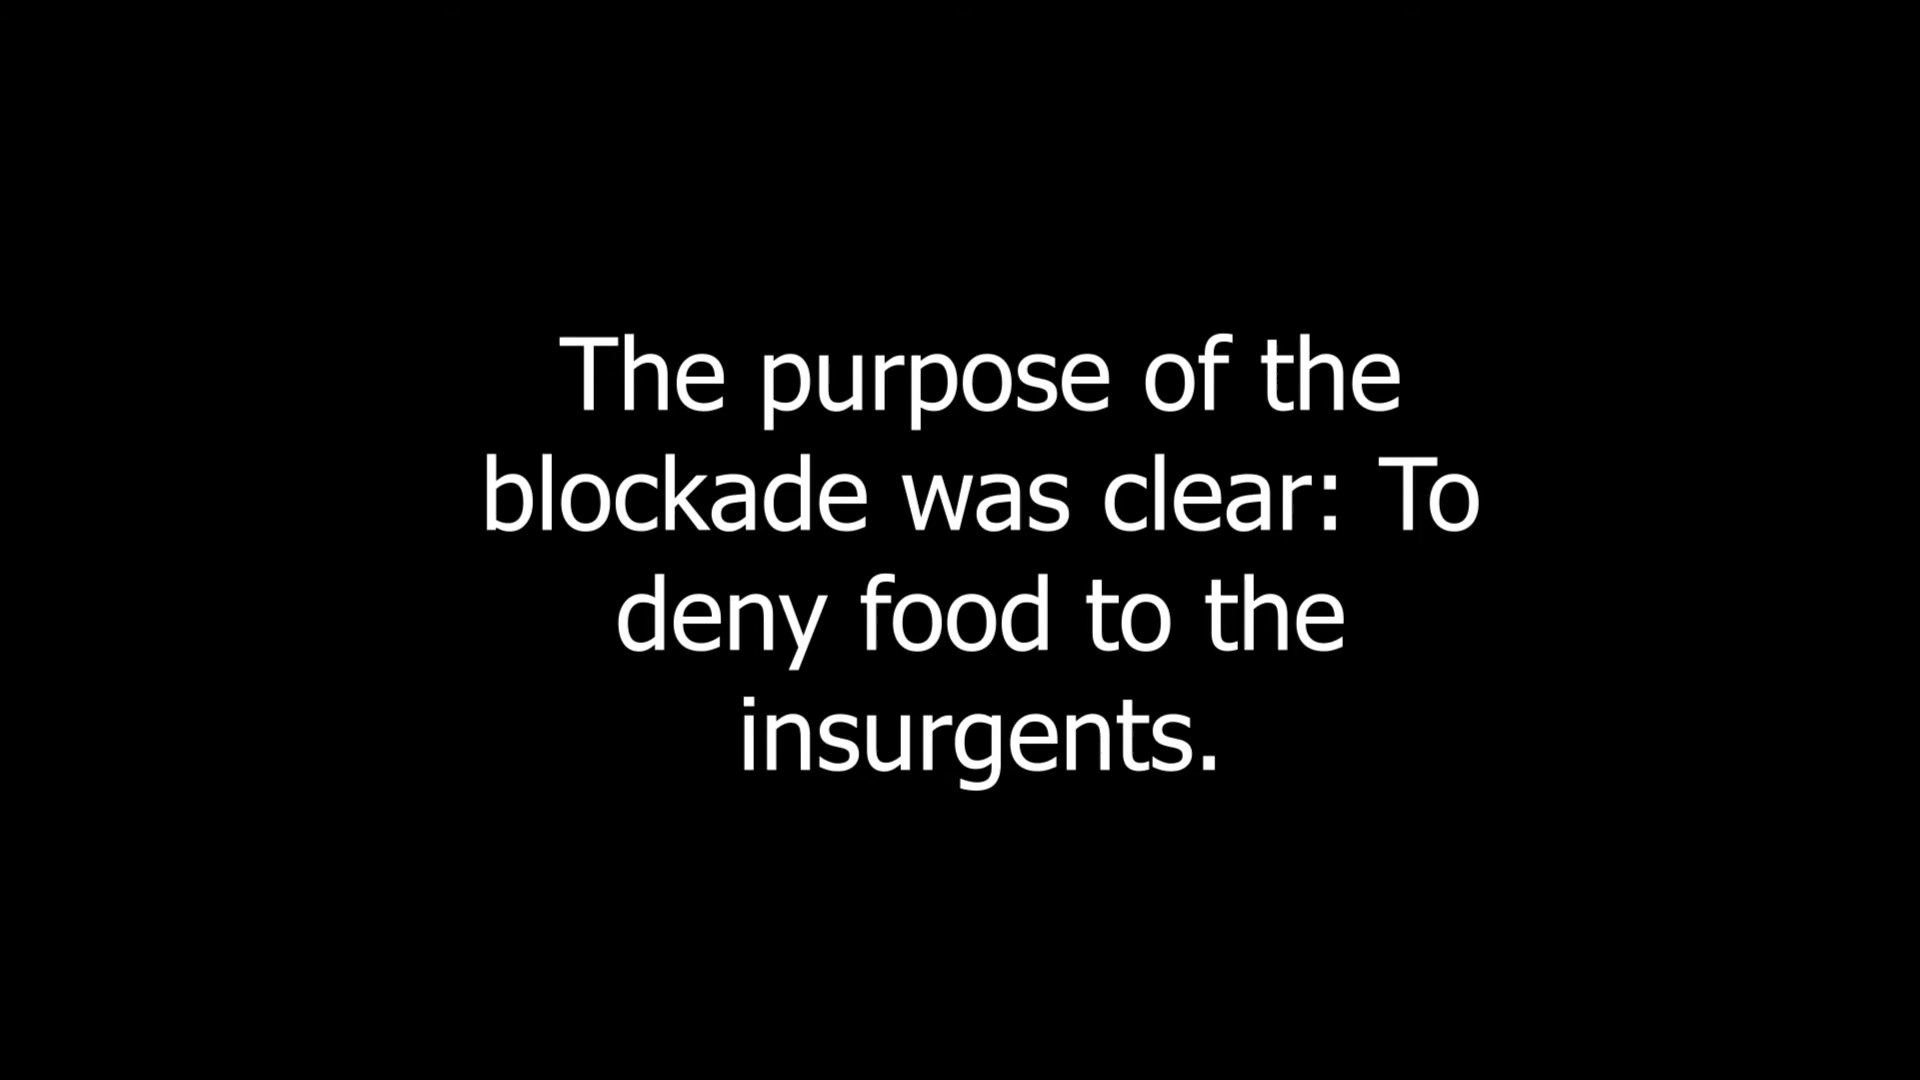 The purpose of the
blockade was clear: To
deny food to the
insurgents.